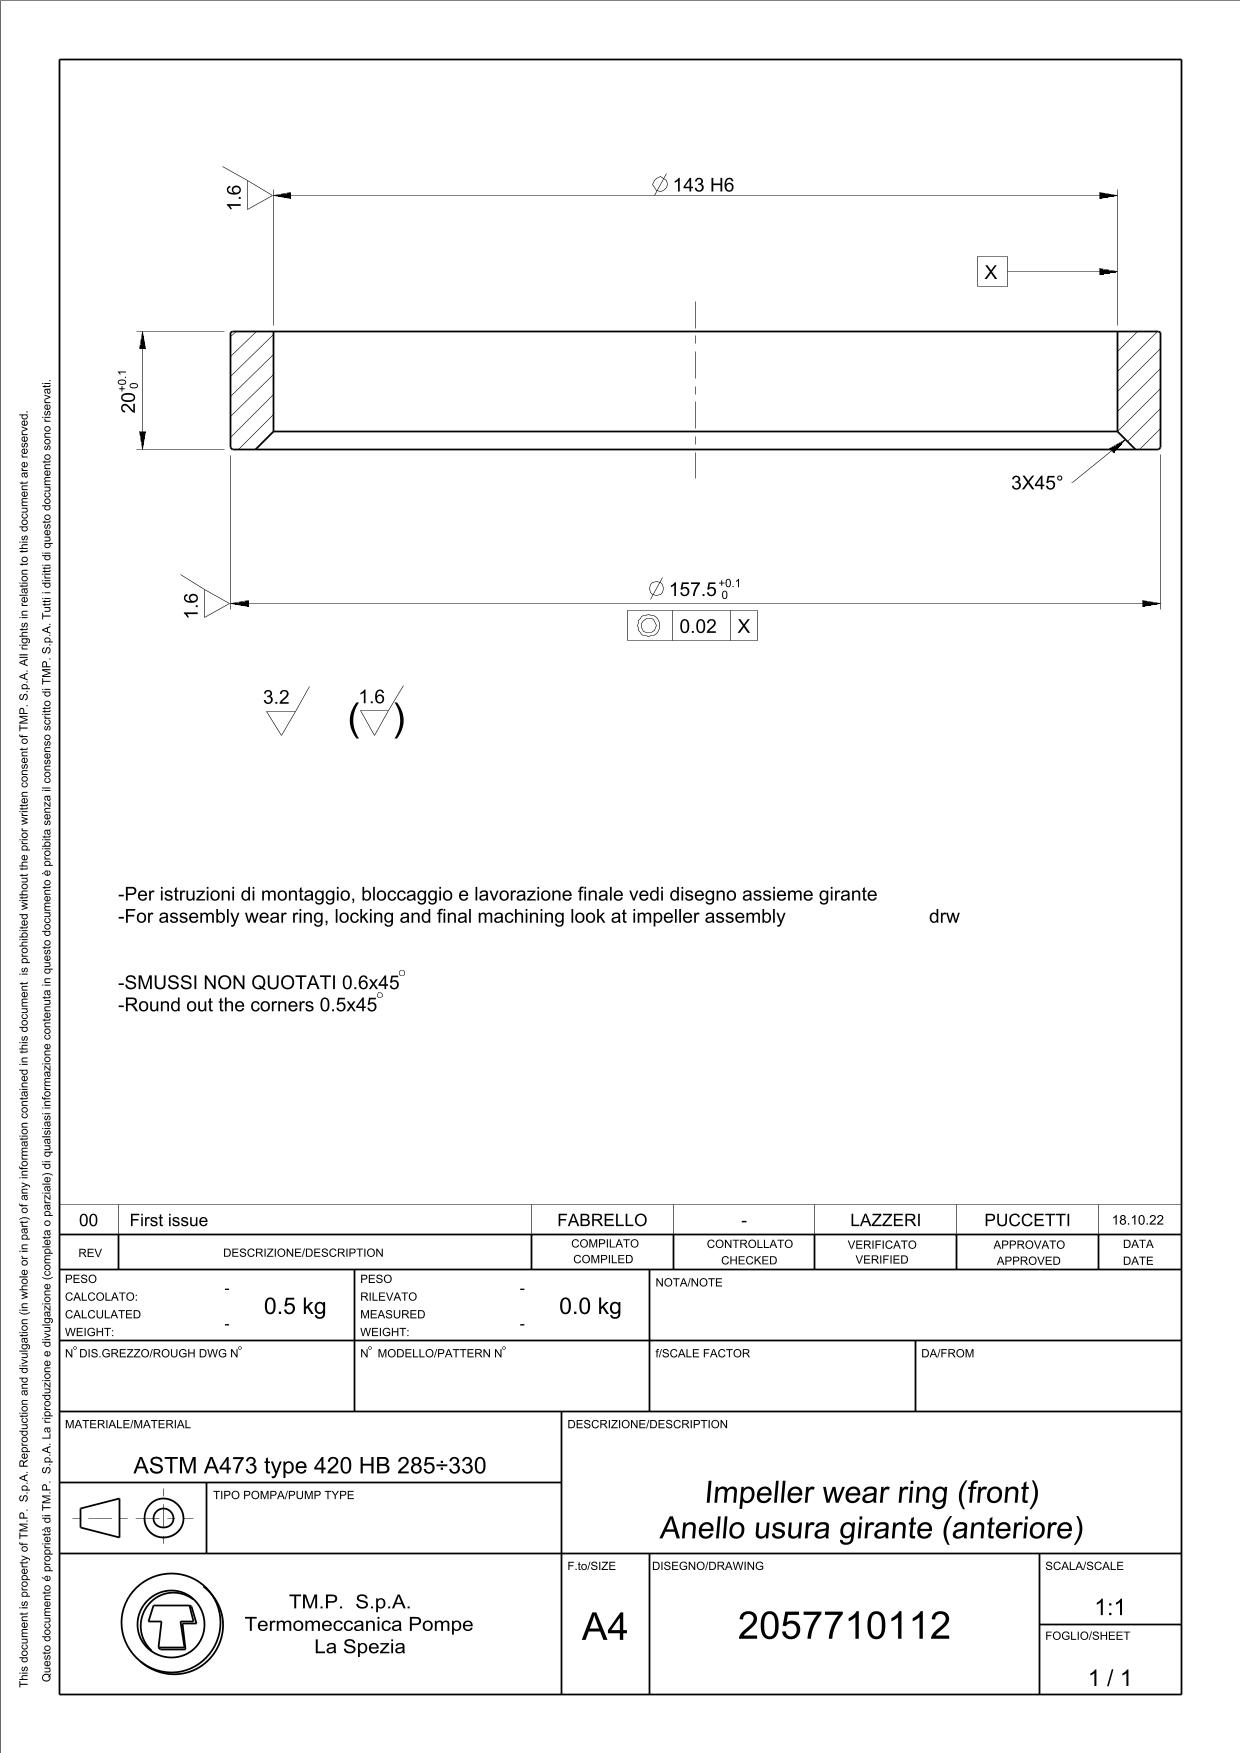 1.6
⌀ 143 H6
X
20 +0.1 0
3X45°
1.6
⌀ 157.5 +0.1 0
0.02 X
3.2 (1.6)
-Per istruzioni di montaggio, bloccaggio e lavorazione finale vedi disegno assieme girante
-For assembly wear ring, locking and final machining look at impeller assembly drw
-SMUSSI NON QUOTATI 0.6x45°
-Round out the corners 0.5x45°
This document is property of TM.P. S.p.A. Reproduction and divulgation (in whole or in part) of any information contained in this document is prohibited without the prior written consent of TMP. S.p.A. All rights in relation to this document are reserved.
Questo documento é proprietà di TM.P. S.p.A. La riproduzione e divulgazione (completa o parziale) di qualsiasi informazione contenuta in questo documento è proibita senza il consenso scritto di TMP. S.p.A. Tutti i diritti di questo documento sono riservati.
00 First issue FABRELLO - LAZZERI PUCCETTI 18.10.22
REV DESCRIZIONE/DESCRIPTION COMPILATO COMPILED CONTROLLATO CHECKED VERIFICATO VERIFIED APPROVATO APPROVED DATA DATE
PESO
CALCOLATO: -
CALCULATED
WEIGHT: -
0.5 kg
PESO
RILEVATO -
MEASURED
WEIGHT: -
0.0 kg
NOTA/NOTE
N° DIS.GREZZO/ROUGH DWG N°
N° MODELLO/PATTERN N°
f/SCALE FACTOR
DA/FROM
MATERIALE/MATERIAL
ASTM A473 type 420 HB 285÷330
TIPO POMPA/PUMP TYPE
DESCRIZIONE/DESCRIPTION
Impeller wear ring (front)
Anello usura girante (anteriore)
TM.P. S.p.A.
Termomeccanica Pompe
La Spezia
F.to/SIZE
A4
DISEGNO/DRAWING
2057710112
SCALA/SCALE
1:1
FOGLIO/SHEET
1 / 1